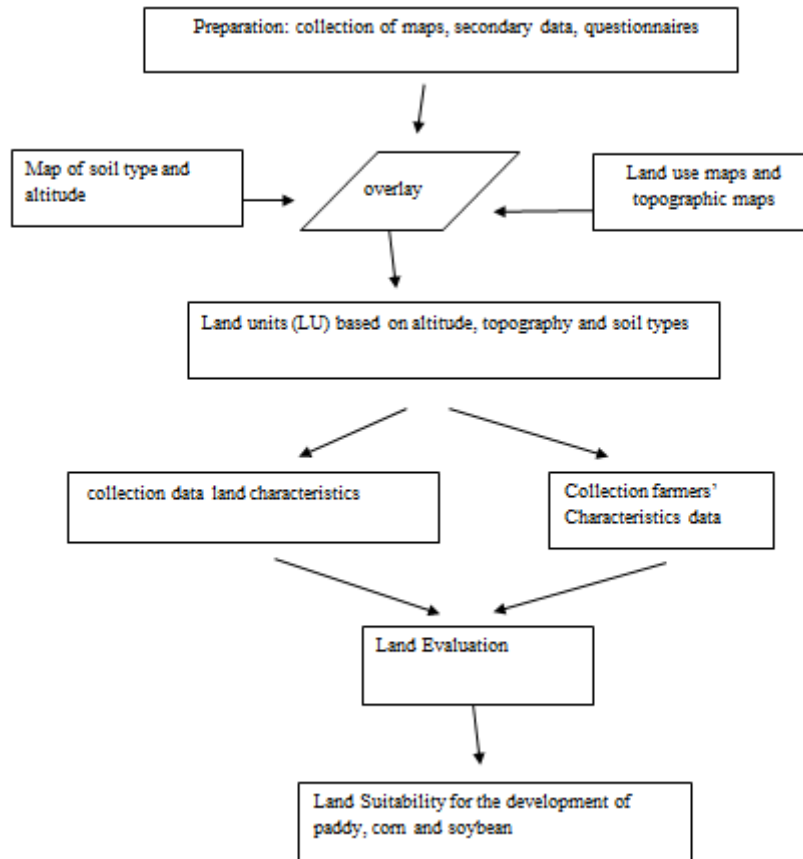 Preparation: collection of maps, secondary data, questionnaires
Map of soil type and
altitude
overlay
Land use maps and
topographic maps
Land units (LU) based on altitude, topography and soil types
collection data land characteristics
Collection farmers’
Characteristics data
Land Evaluation
Land Suitability for the development of
paddy, corn and soybean